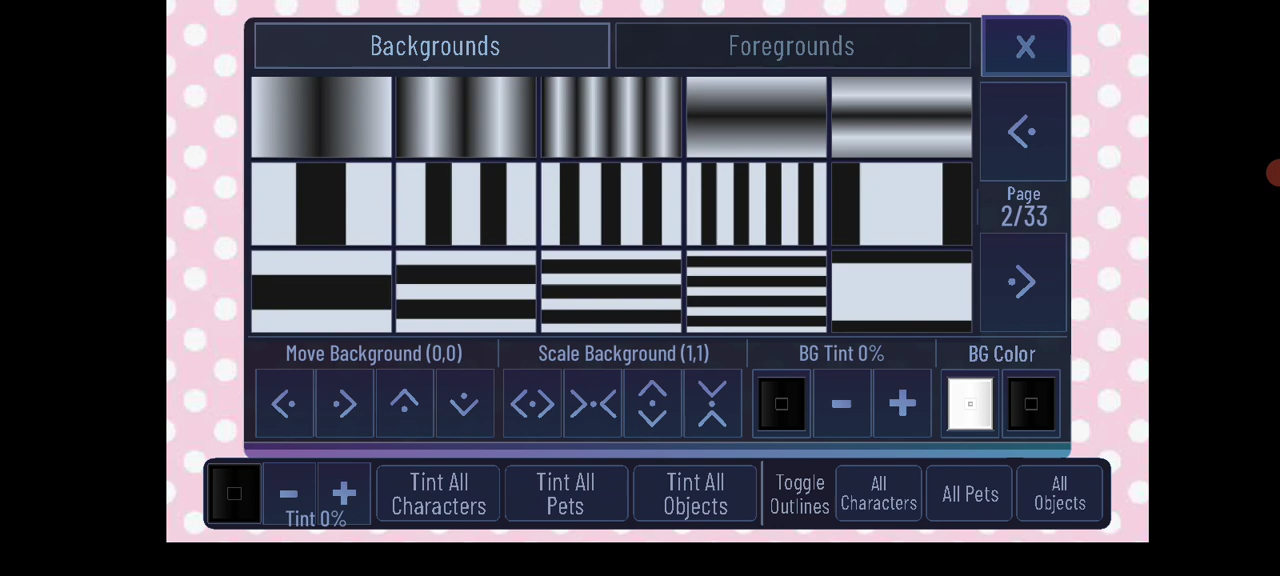 Backgrounds
Foregrounds
X
Page
2/33
Move Background (0,0)
Scale Background (1,1)
BG Tint 0%
BG Color
Tint 0%
Tint All
Characters
Tint All
Pets
Tint All
Objects
Toggle
Outlines
All
Characters
All Pets
All
Objects